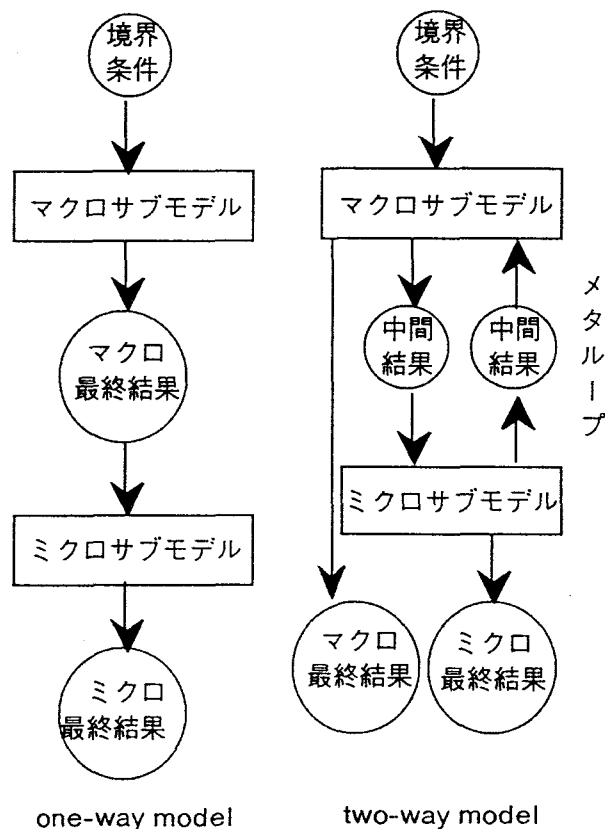 境界
条件
マクロサブモデル
マクロ
最終結果
ミクロサブモデル
ミクロ
最終結果
one-way model
境界
条件
マクロサブモデル
中間
結果
中間
結果
メタループ
ミクロサブモデル
マクロ
最終結果
ミクロ
最終結果
two-way model